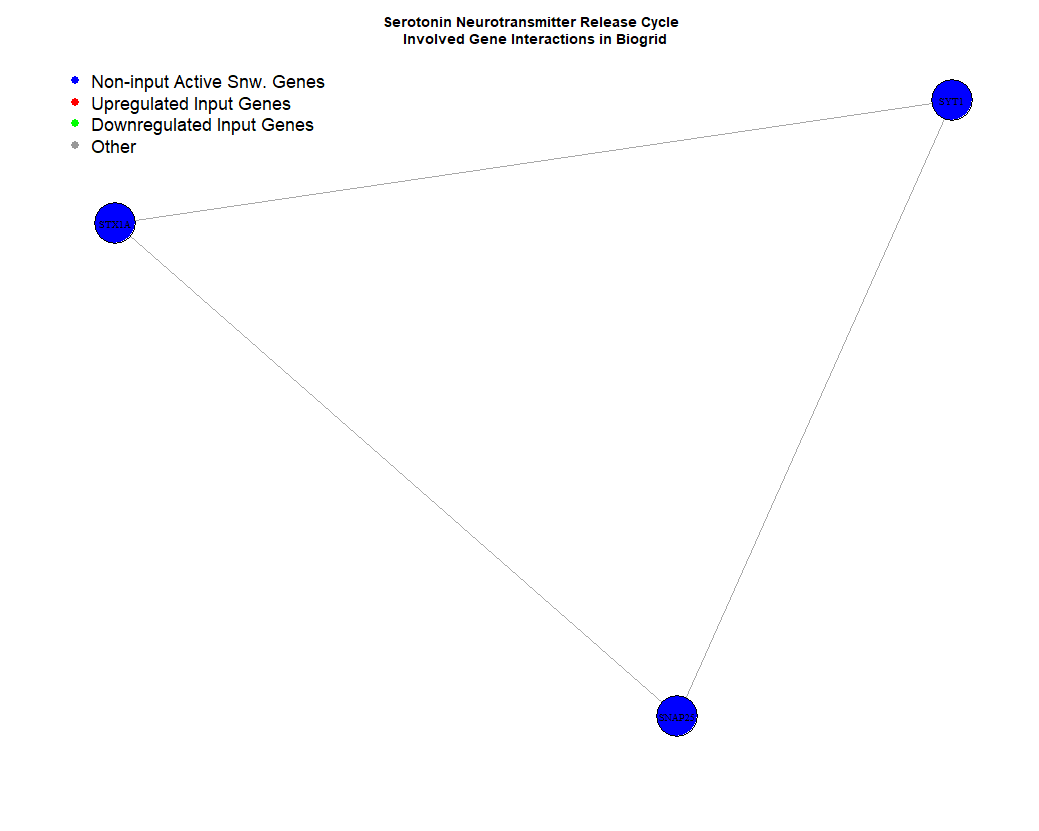 Serotonin Neurotransmitter Release Cycle
Involved Gene Interactions in Biogrid
Non-input Active Snw. Genes
Upregulated Input Genes
Downregulated Input Genes
Other
SYT1
STX1A
SNAP25